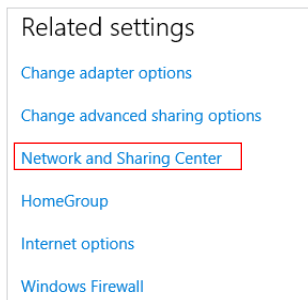 Related settings
Change adapter options
Change advanced sharing options
Network and Sharing Center
HomeGroup
Internet options
Windows Firewall